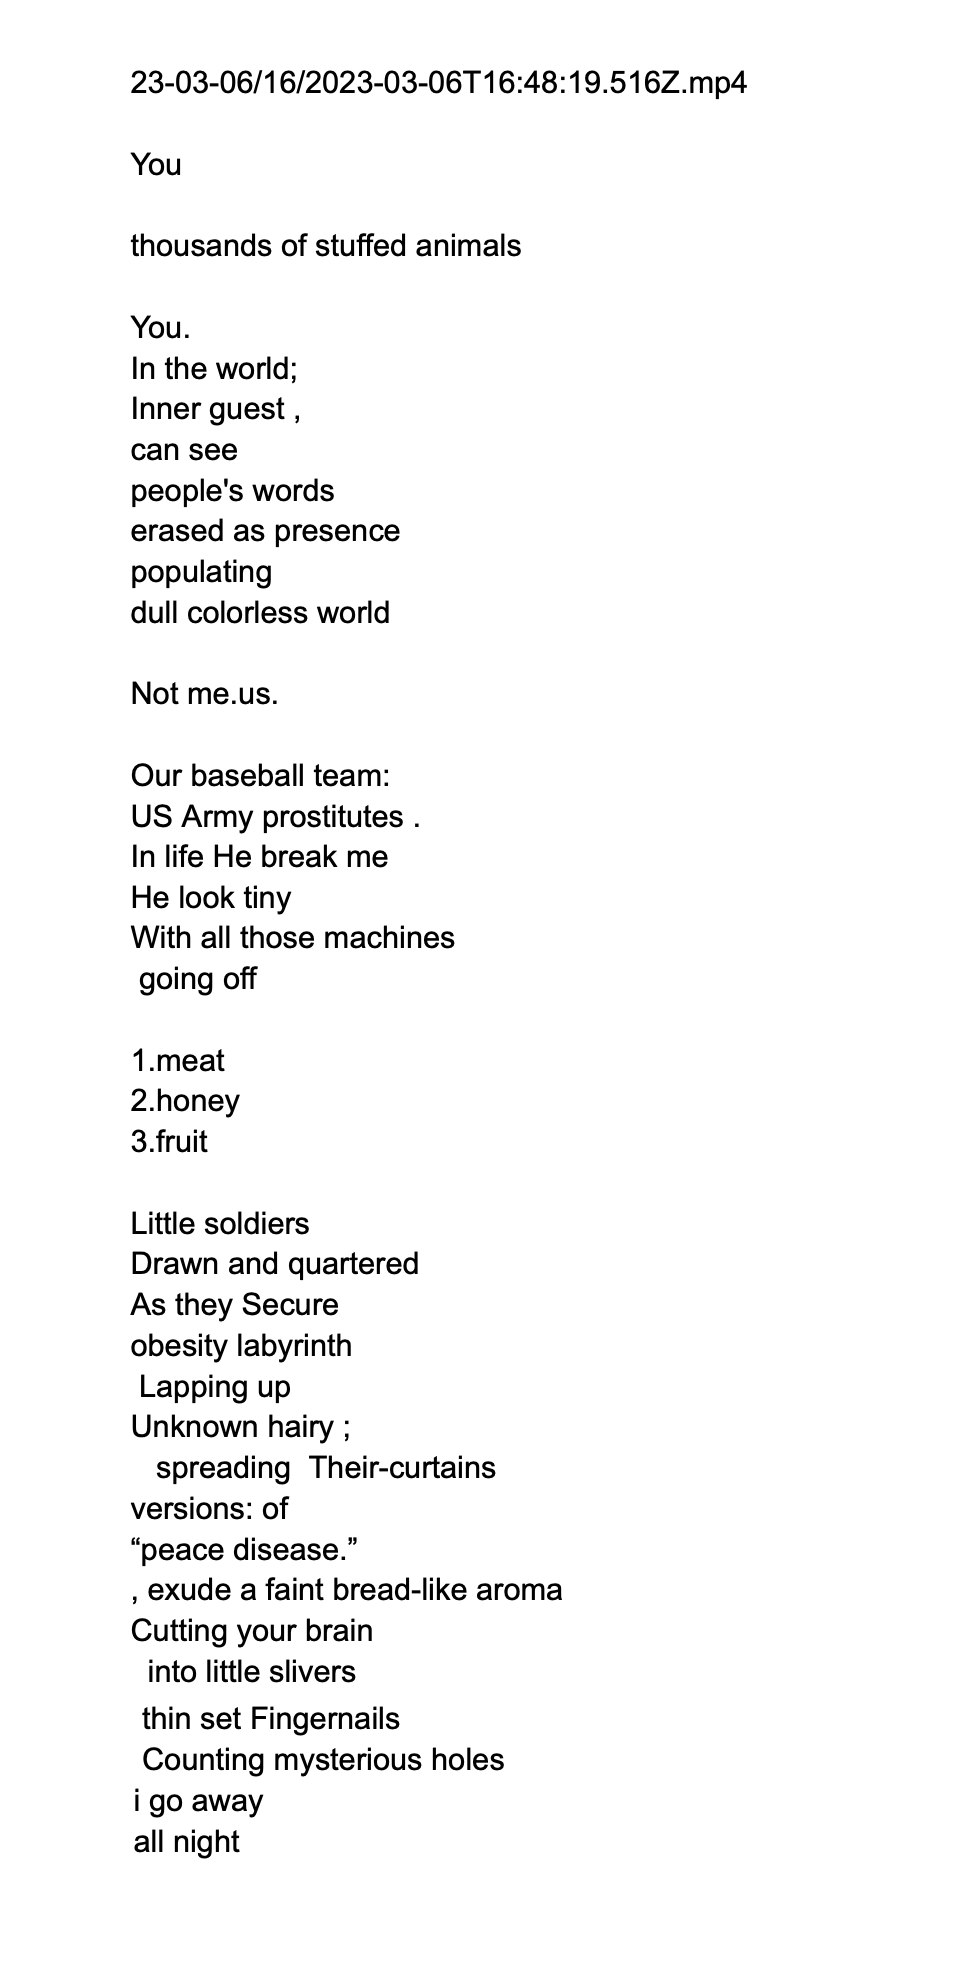 23-03-06/16/2023-03-06T16:48:19.516Z.mp4
You
thousands of stuffed animals
You.
In the world;
Inner guest ,
can see
people's words
erased as presence
populating
dull colorless world
Not me.us.
Our baseball team:
US Army prostitutes .
In life He break me
He look tiny
With all those machines
going off
1.meat
2.honey
3.fruit
Little soldiers
Drawn and quartered
As they Secure
obesity labyrinth
Lapping up
Unknown hairy ;
spreading  Their-curtains
versions: of
“peace disease.”
, exude a faint bread-like aroma
Cutting your brain
into little slivers
thin set Fingernails
Counting mysterious holes
i go away
all night